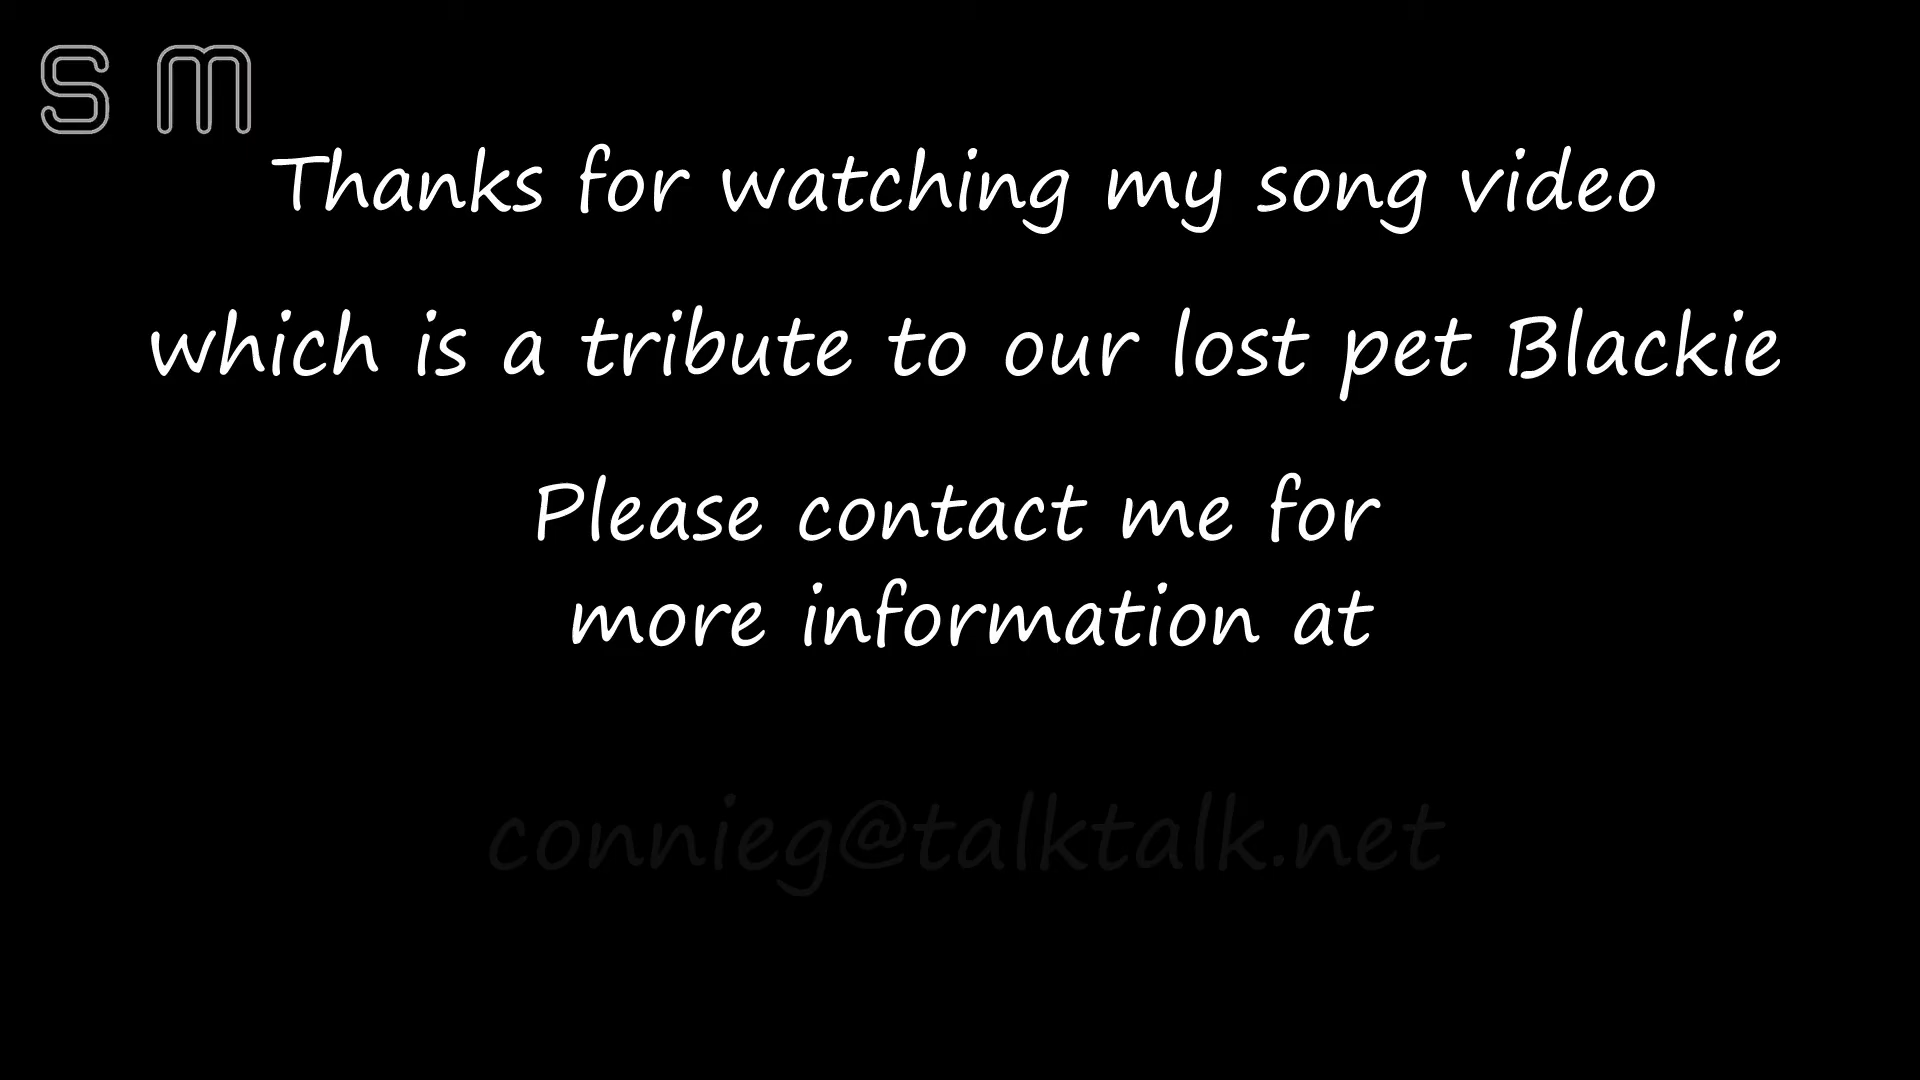 S M
Thanks for watching my song video
which is a tribute to our lost pet Blackie
Please contact me for
more information at
connieg@talktalk.net